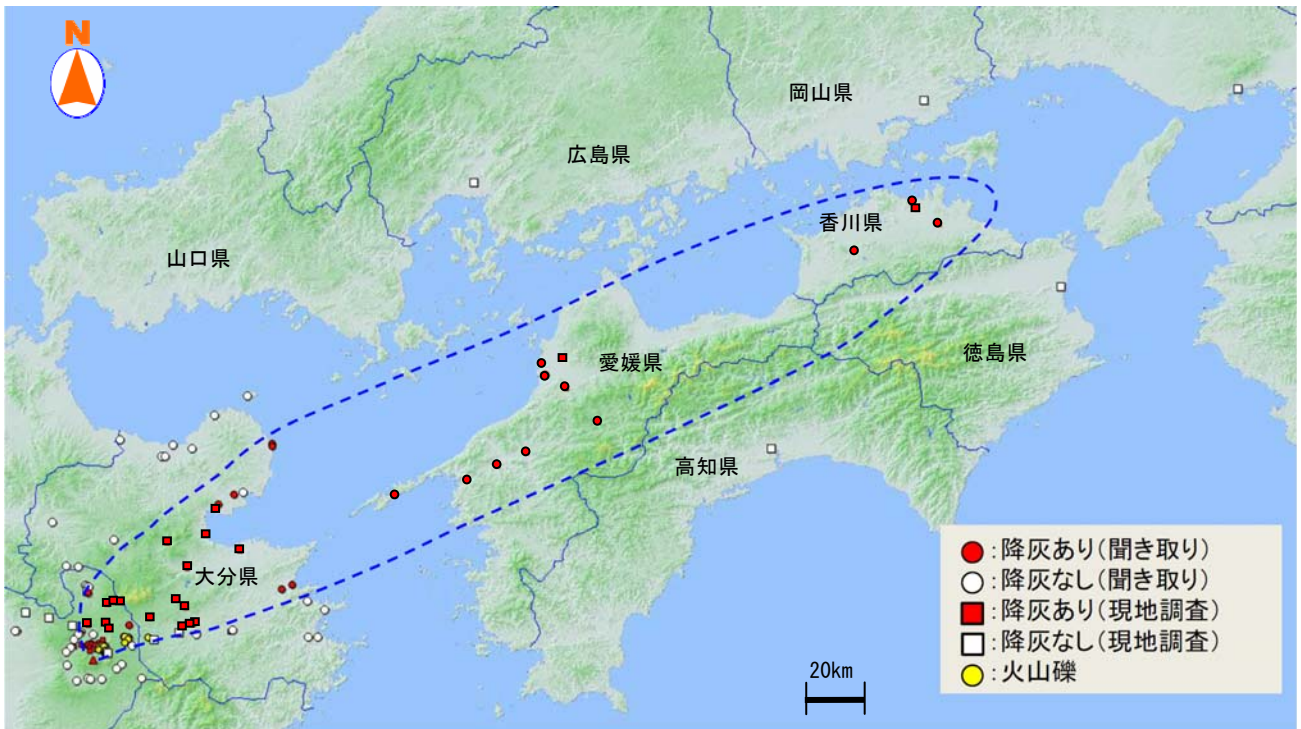 N
岡山県
広島県
香川県
山口県
愛媛県
徳島県
高知県
大分県
20km
:降灰あり(聞き取り)
:降灰なし(聞き取り)
:降灰あり(現地調査)
:降灰なし(現地調査)
:火山礫